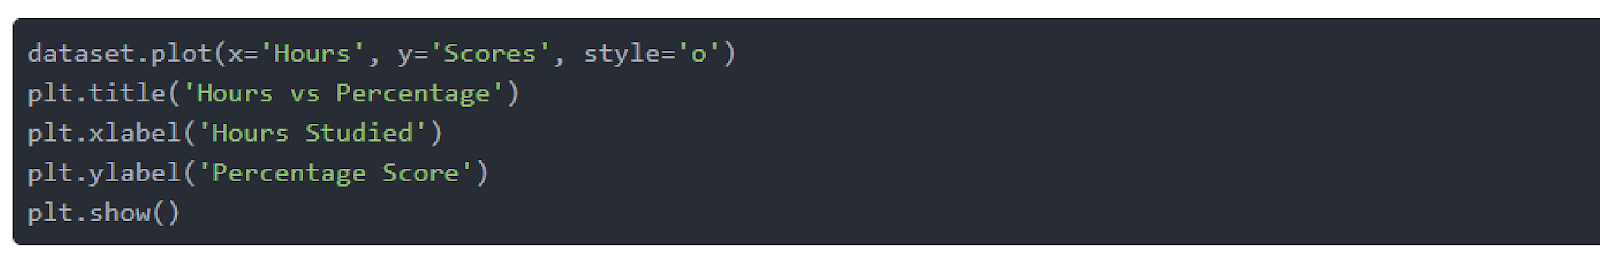 dataset.plot(x='Hours', y='Scores', style='o')
plt.title('Hours vs Percentage')
plt.xlabel('Hours Studied')
plt.ylabel('Percentage Score')
plt.show()